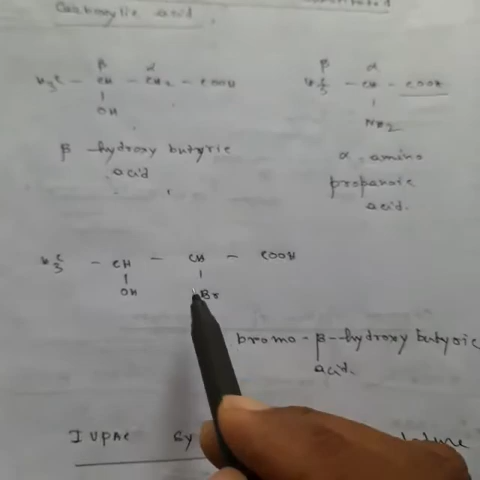 Carboxylic acid
β α
H3C - CH - CH2 - COOH
OH
β - hydroxy butyric
acid
β α
H3C - CH - COOH
NH2
α amino
propanoic
acid.
H3C - CH - CH - COOH
OH Br
bromo - β - hydroxy butyric
acid.
IUPAC